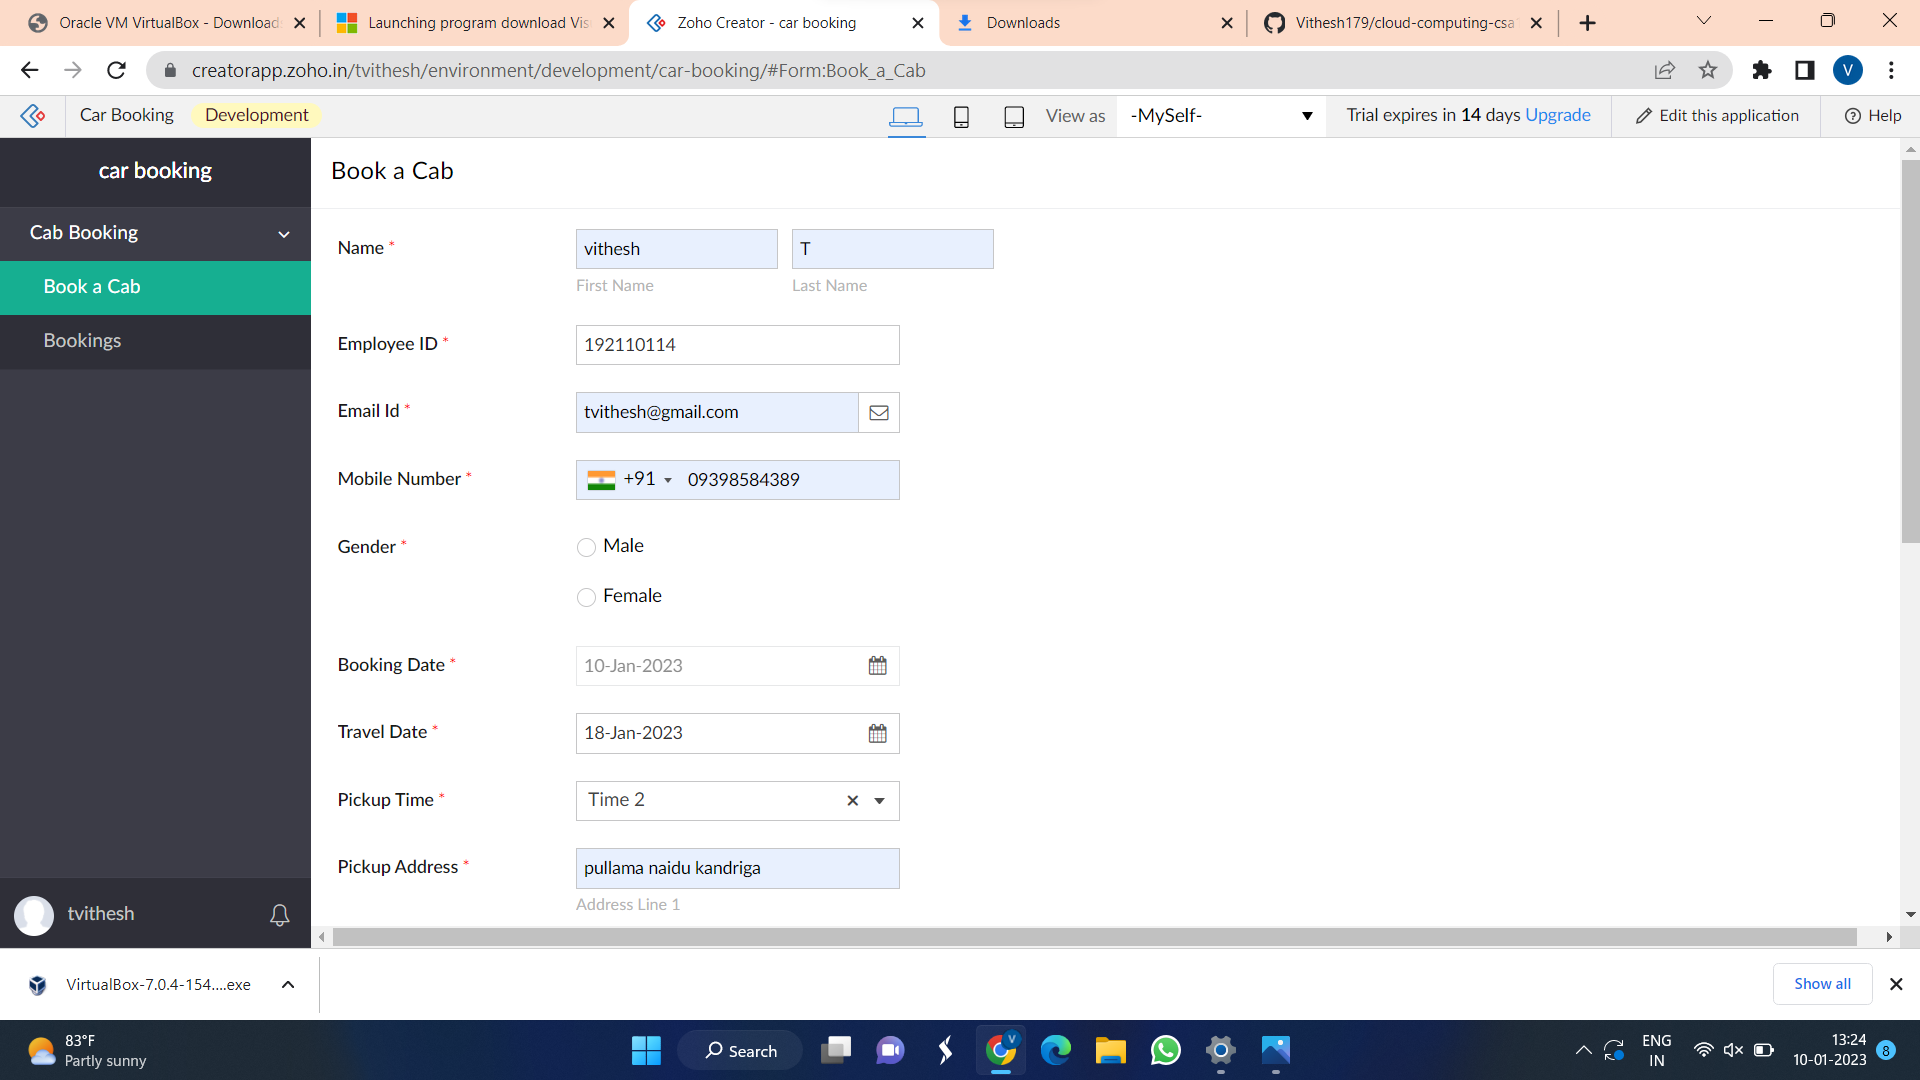 Oracle VM VirtualBox - Download
Launching program download Vis
Zoho Creator - car booking
Downloads
Vithesh179/cloud-computing-csa1
creatorapp.zoho.in/tvithesh/environment/development/car-booking/#Form:Book_a_Cab
V
Car Booking
Development
View as
-MySelf-
Trial expires in 14 days Upgrade
Edit this application
Help
car booking
Cab Booking
Book a Cab
Bookings
tvithesh
Book a Cab
Name *
vithesh
T
First Name
Last Name
Employee ID *
192110114
Email Id *
tvithesh@gmail.com
Mobile Number *
+91
09398584389
Gender *
Male
Female
Booking Date *
10-Jan-2023
Travel Date *
18-Jan-2023
Pickup Time *
Time 2
Pickup Address *
pullama naidu kandriga
Address Line 1
VirtualBox-7.0.4-154....exe
Show all
83°F
Partly sunny
Search
V
ENG
IN
13:24
10-01-2023
8